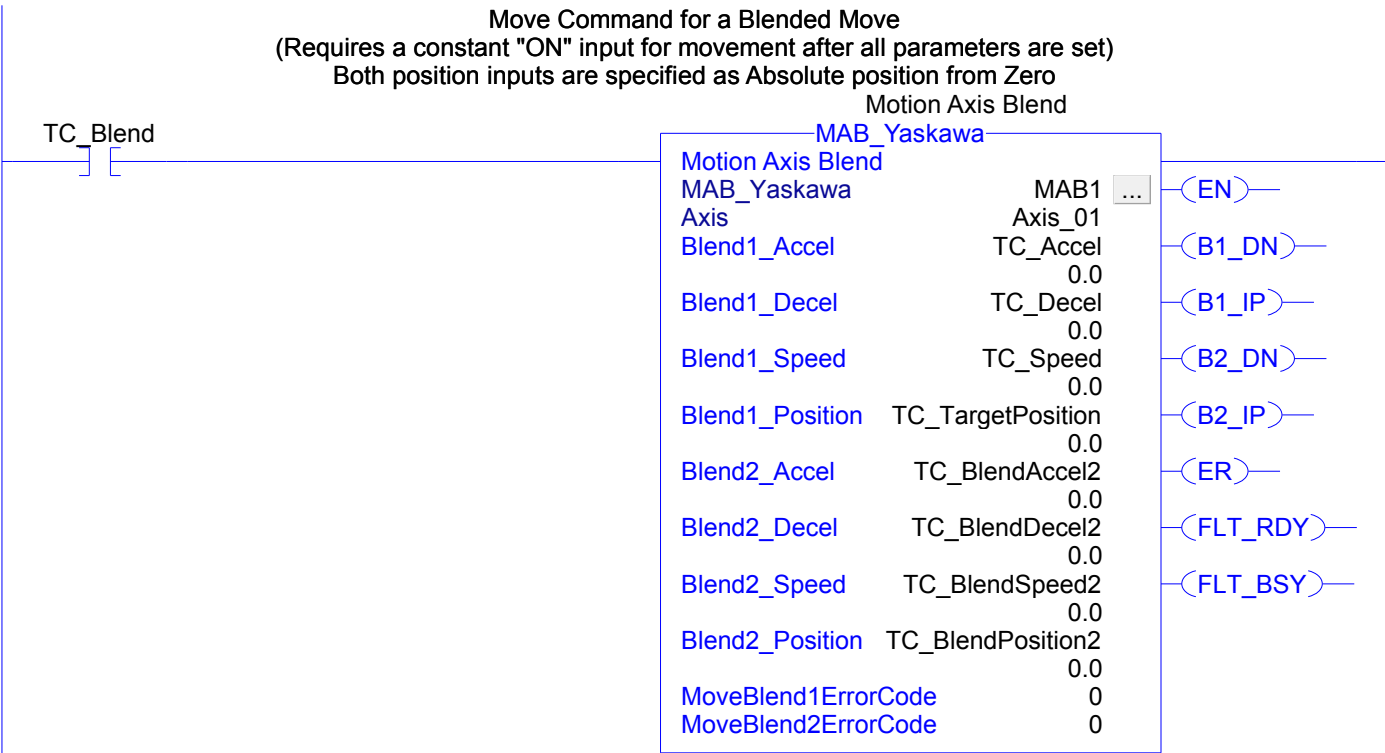 Move Command for a Blended Move
(Requires a constant "ON" input for movement after all parameters are set)
Both position inputs are specified as Absolute position from Zero
Motion Axis Blend
TC_Blend
MAB_Yaskawa
Motion Axis Blend
MAB_Yaskawa MAB1 ... EN
Axis Axis_01
Blend1_Accel TC_Accel B1_DN
0.0
Blend1_Decel TC_Decel B1_IP
0.0
Blend1_Speed TC_Speed B2_DN
0.0
Blend1_Position TC_TargetPosition B2_IP
0.0
Blend2_Accel TC_BlendAccel2 ER
0.0
Blend2_Decel TC_BlendDecel2 FLT_RDY
0.0
Blend2_Speed TC_BlendSpeed2 FLT_BSY
0.0
Blend2_Position TC_BlendPosition2
0.0
MoveBlend1ErrorCode 0
MoveBlend2ErrorCode 0